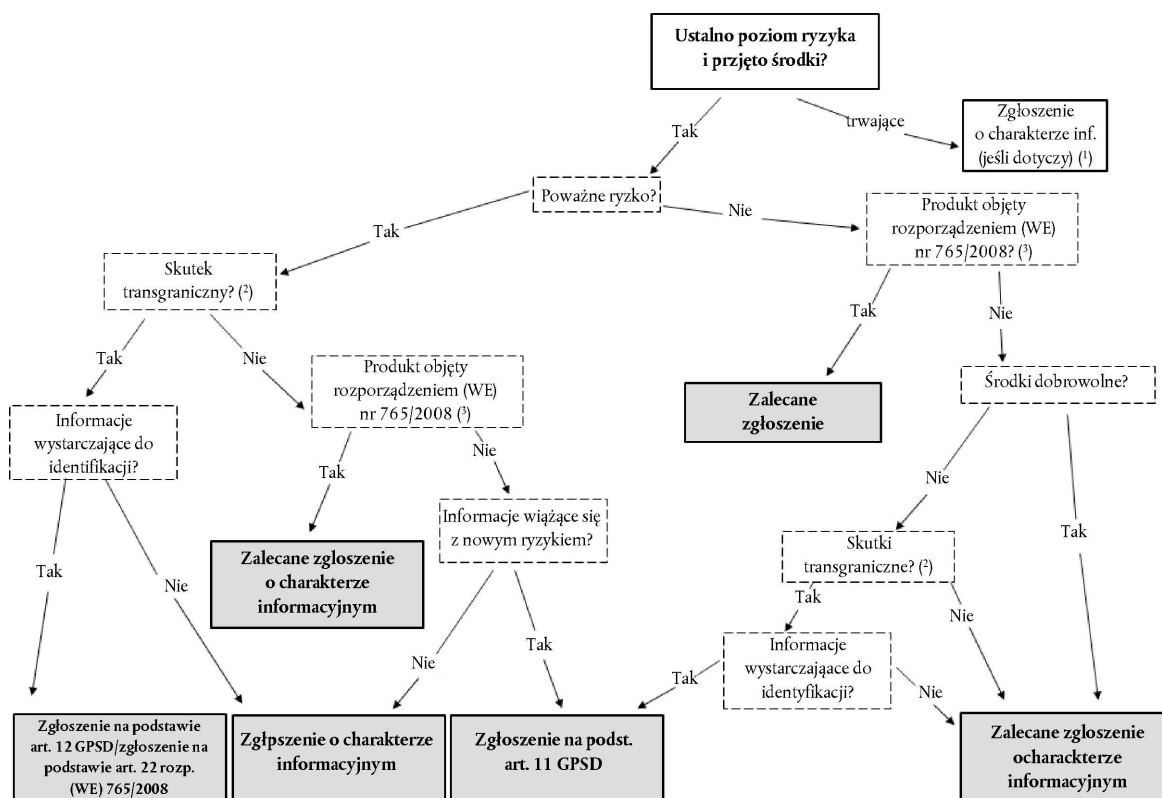 Ustalno poziom ryzyka
i przjęto środki?
Tak
trwające
Zgłoszenie
o charakterze inf.
(jeśli dotyczy) (¹)
Poważne ryzko?
Tak
Nie
Produkt objęty
rozporządzeniem (WE)
nr 765/2008? (³)
Skutek
transgraniczny? (²)
Tak
Nie
Tak
Nie
Produkt objęty
rozporządzeniem (WE)
nr 765/2008 (³)
Zalecane
zgłoszenie
Środki dobrowolne?
Informacje
wystarczające do
identifikacji?
Tak
Nie
Nie
Tak
Informacje wiążące się
z nowym ryzykiem?
Tak
Nie
Zalecane zgloszenie
o charakterze
informacyjnym
Skutki
transgraniczne? (²)
Tak
Nie
Nie
Tak
Informacje
wystarczajaące do
identyfikacji?
Tak
Nie
Zgłoszenie na podstawie
art. 12 GPSD/zgłoszenie na
podstawie art. 22 rozp.
(WE) 765/2008
Zgłpszenie o charakterze
informacyjnym
Zgłoszenie na podst.
art. 11 GPSD
Zalecane zgloszenie
ocharackterze
informacyjnym